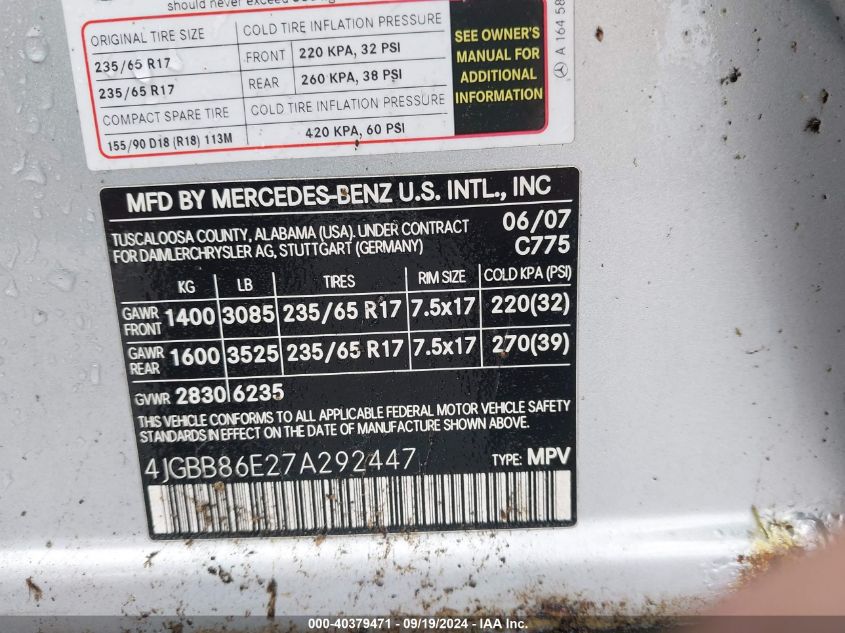 should never exceed
ORIGINAL TIRE SIZE COLD TIRE INFLATION PRESSURE
235/65 R17 FRONT 220 KPA, 32 PSI
235/65 R17 REAR 260 KPA, 38 PSI
COMPACT SPARE TIRE COLD TIRE INFLATION PRESSURE
155/90 D18 (R18) 113M 420 KPA, 60 PSI
SEE OWNER'S
MANUAL FOR
ADDITIONAL
INFORMATION
A 164 58
MFD BY MERCEDES-BENZ U.S. INTL., INC
TUSCALOOSA COUNTY, ALABAMA (USA). UNDER CONTRACT 06/07
FOR DAIMLERCHRYSLER AG, STUTTGART (GERMANY) C775
KG LB TIRES RIM SIZE COLD KPA (PSI)
GAWR FRONT 1400 3085 235/65 R17 7.5x17 220(32)
GAWR REAR 1600 3525 235/65 R17 7.5x17 270(39)
GVWR 2830 6235
THIS VEHICLE CONFORMS TO ALL APPLICABLE FEDERAL MOTOR VEHICLE SAFETY
STANDARDS IN EFFECT ON THE DATE OF MANUFACTURE SHOWN ABOVE.
4JGBB86E27A292447 TYPE: MPV
000-40379471 - 09/19/2024 - IAAI Inc.